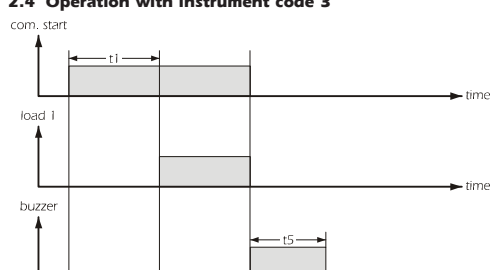 2.4 Operation with instrument code 3
com. start
t1
time
load 1
time
buzzer
t5